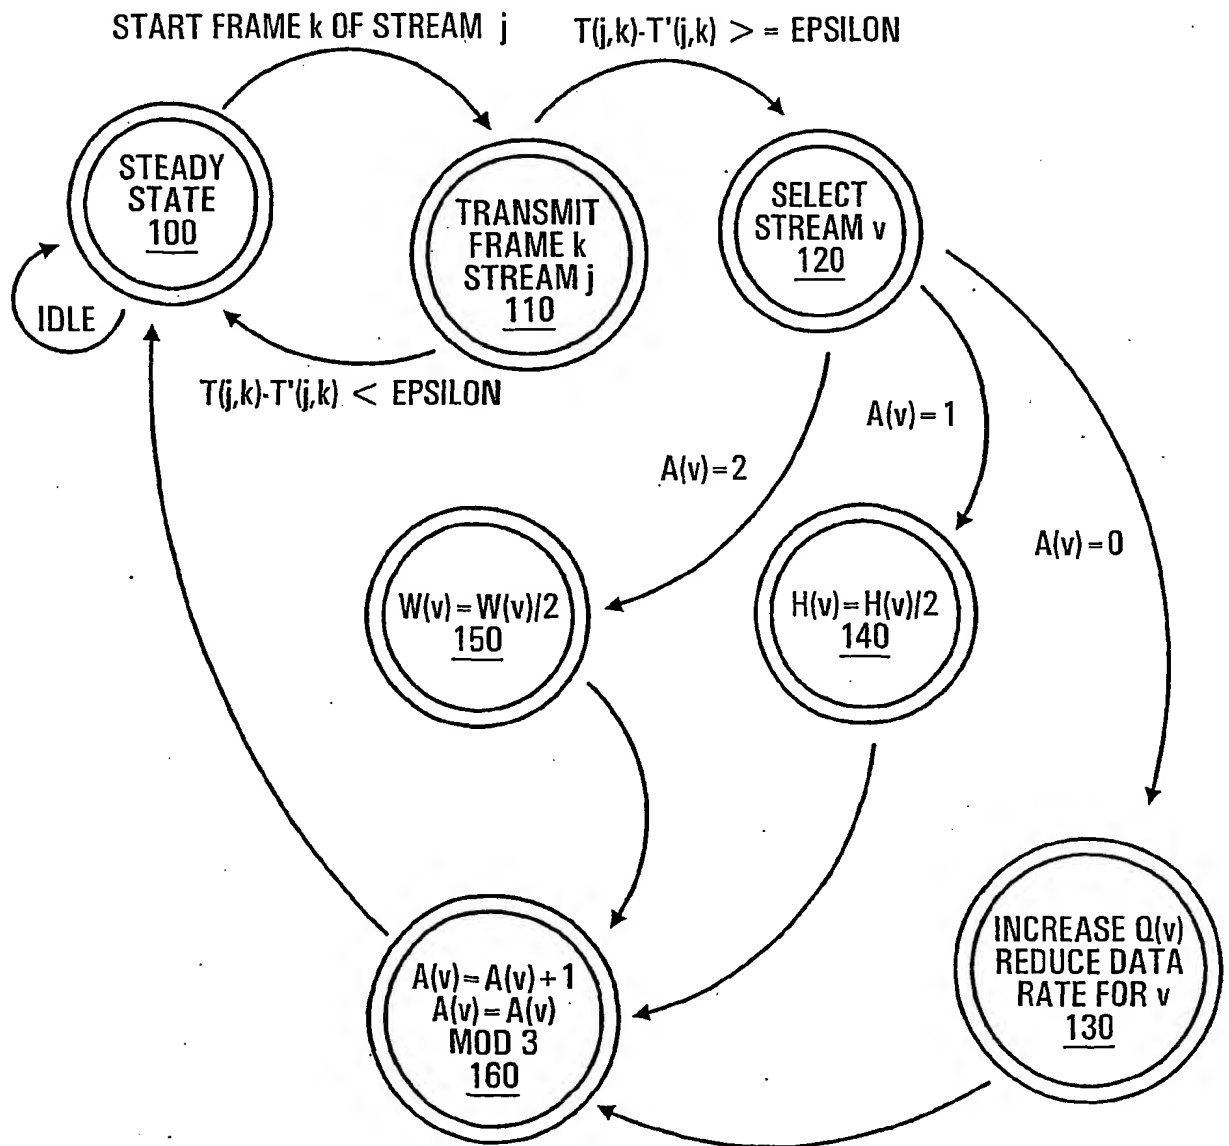 START FRAME k OF STREAM j
T(j,k)-T'(j,k) > = EPSILON
STEADY
STATE
100
TRANSMIT
FRAME k
STREAM j
110
SELECT
STREAM v
120
IDLE
T(j,k)-T'(j,k) < EPSILON
A(v)=1
A(v)=2
A(v)=0
W(v)=W(v)/2
150
H(v)=H(v)/2
140
A(v)=A(v)+1
A(v)=A(v)
MOD 3
160
INCREASE Q(v)
REDUCE DATA
RATE FOR v
130